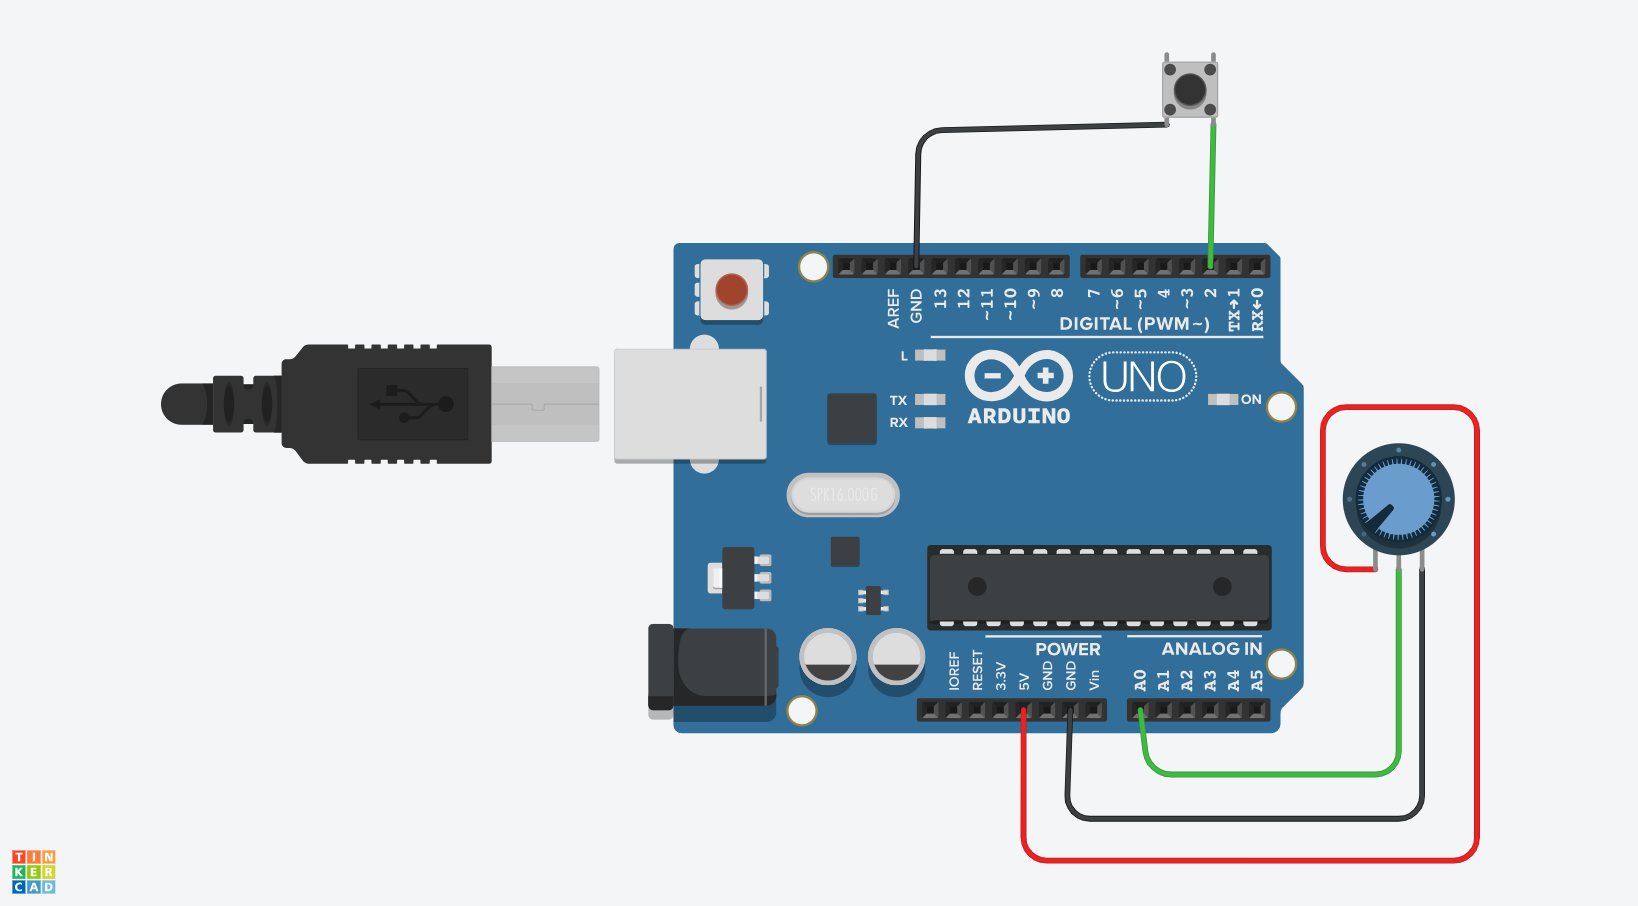 AREF
GND
13
12
~11
~10
~9
8
7
~6
~5
4
~3
2
TX→1
RX←0
DIGITAL (PWM~)
L
TX
RX
ARDUINO
UNO
ON
SPK16.000G
POWER
ANALOG IN
IOREF
RESET
3.3V
5V
GND
GND
Vin
A0
A1
A2
A3
A4
A5
TIN
KER
CAD